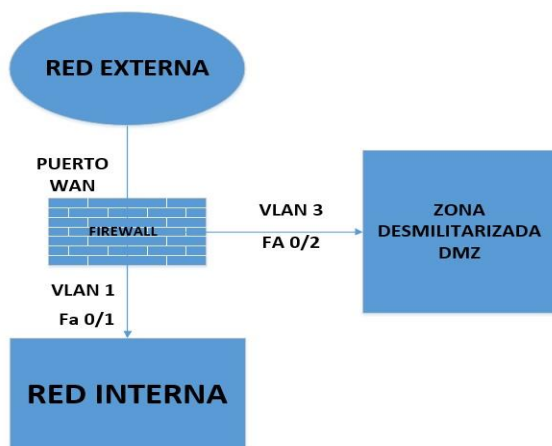 RED EXTERNA
PUERTO
WAN
FIREWALL
VLAN 3
FA 0/2
ZONA
DESMILITARIZADA
DMZ
VLAN 1
Fa 0/1
RED INTERNA